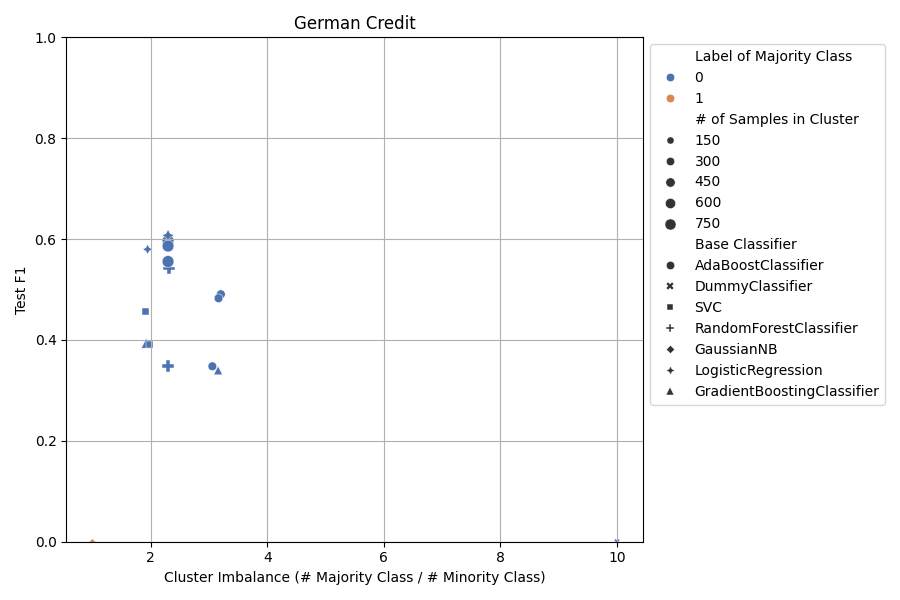 German Credit
1.0
0.8
0.6
0.4
0.2
0.0
Test F1
2
4
6
8
10
Cluster Imbalance (# Majority Class / # Minority Class)
Label of Majority Class
0
1
# of Samples in Cluster
150
300
450
600
750
Base Classifier
AdaBoostClassifier
DummyClassifier
SVC
RandomForestClassifier
GaussianNB
LogisticRegression
GradientBoostingClassifier